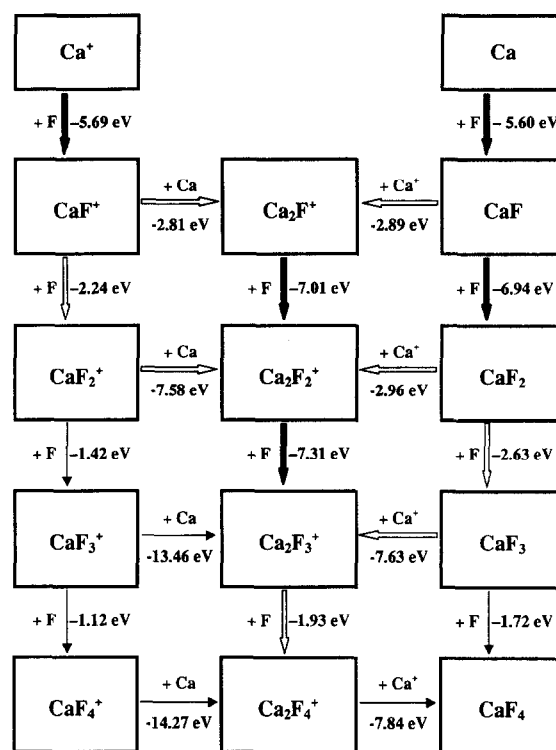 Ca⁺ Ca
+ F –5.69 eV + F – 5.60 eV
+ Ca + Ca⁺
CaF⁺ Ca₂F⁺ CaF
-2.81 eV -2.89 eV
+ F –2.24 eV + F –7.01 eV + F –6.94 eV
+ Ca + Ca⁺
CaF₂⁺ Ca₂F₂⁺ CaF₂
-7.58 eV -2.96 eV
+ F –1.42 eV + F –7.31 eV + F –2.63 eV
+ Ca + Ca⁺
CaF₃⁺ Ca₂F₃⁺ CaF₃
-13.46 eV -7.63 eV
+ F –1.12 eV + F –1.93 eV + F –1.72 eV
+ Ca + Ca⁺
CaF₄⁺ Ca₂F₄⁺ CaF₄
-14.27 eV -7.84 eV